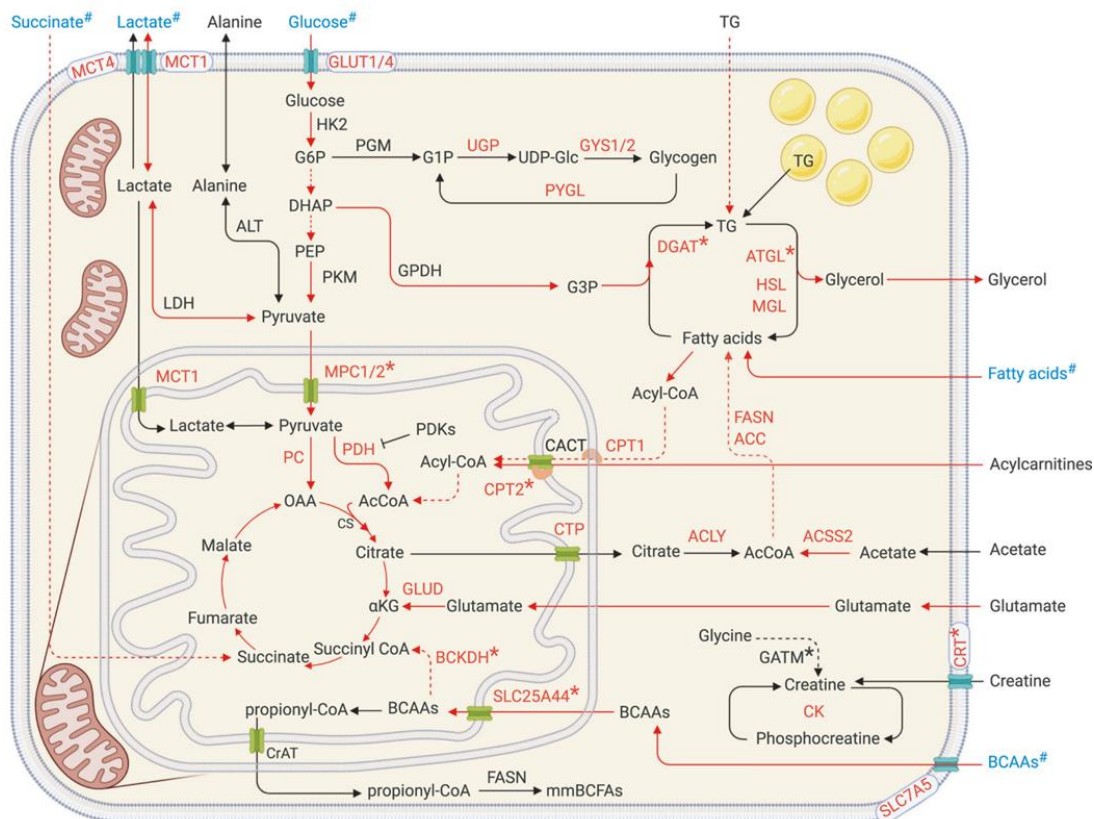 Succinate#
Lactate#
Alanine
Glucose#
TG
MCT4
MCT1
GLUT1/4
Glucose
HK2
G6P
PGM
G1P
UGP
UDP-Glc
GYS1/2
Glycogen
PYGL
TG
Lactate
Alanine
DHAP
ALT
PEP
GPDH
PKM
LDH
Pyruvate
G3P
TG
DGAT*
ATGL*
HSL
MGL
Glycerol
Glycerol
Fatty acids
Fatty acids#
MCT1
MPC1/2*
Acyl-CoA
Lactate
Pyruvate
PDKs
PC
PDH
FASN
ACC
CACT
CPT1
Acyl-CoA
CPT2*
Acylcarnitines
OAA
AcCoA
CS
CTP
Malate
Citrate
Citrate
ACLY
AcCoA
ACSS2
Acetate
Acetate
GLUD
αKG
Glutamate
Glutamate
Glutamate
Fumarate
Succinate
Succinyl CoA
BCKDH*
Glycine
GATM*
CRT*
Creatine
Creatine
CK
Phosphocreatine
SLC25A44*
propionyl-CoA
BCAAs
BCAAs
CrAT
BCAAs#
SLC7A5
propionyl-CoA
FASN
mmBCFAs